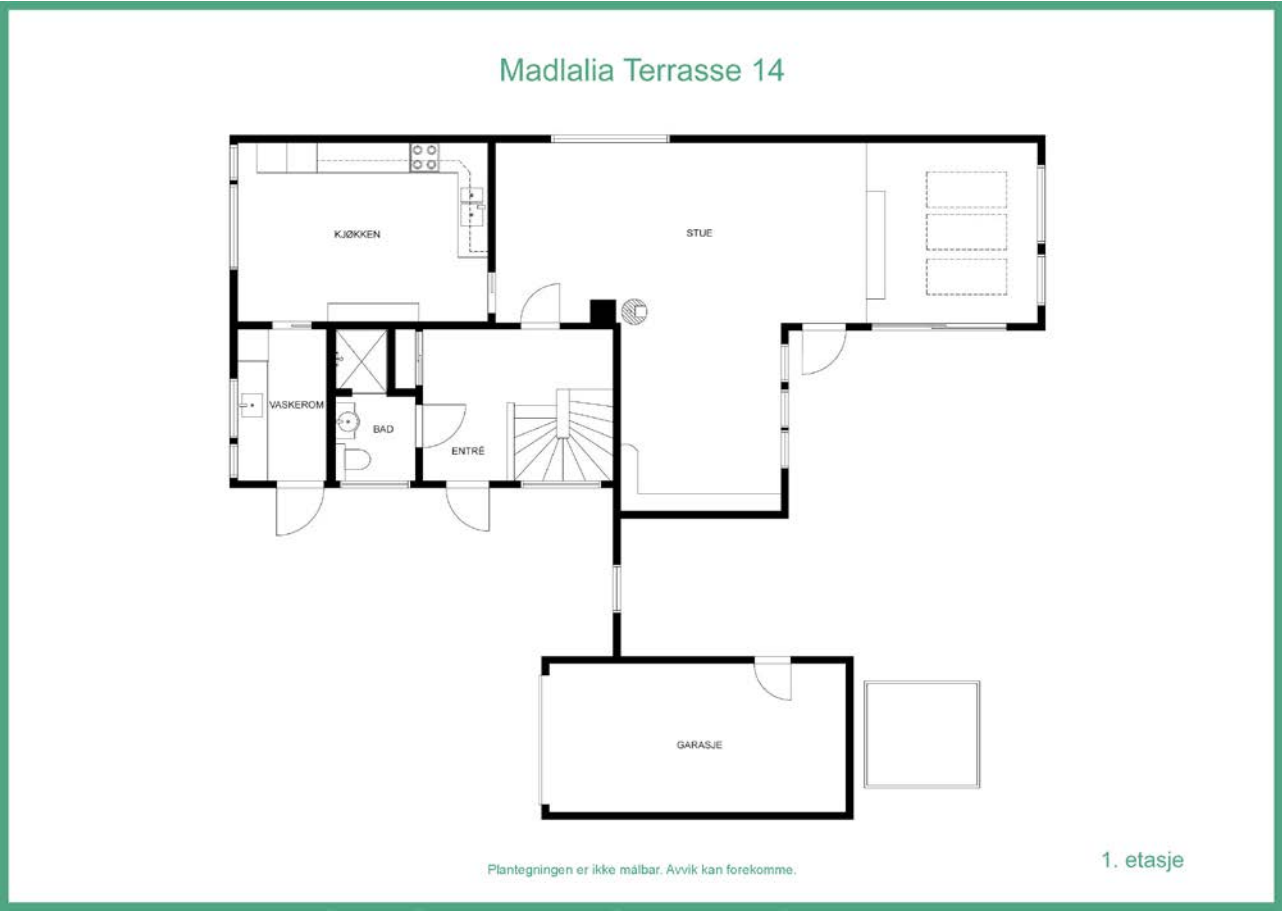 Madlalia Terrasse 14
KJØKKEN
STUE
VASKEROM
BAD
ENTRÉ
GARASJE
Plantegningen er ikke målbar. Avvik kan forekomme.
1. etasje